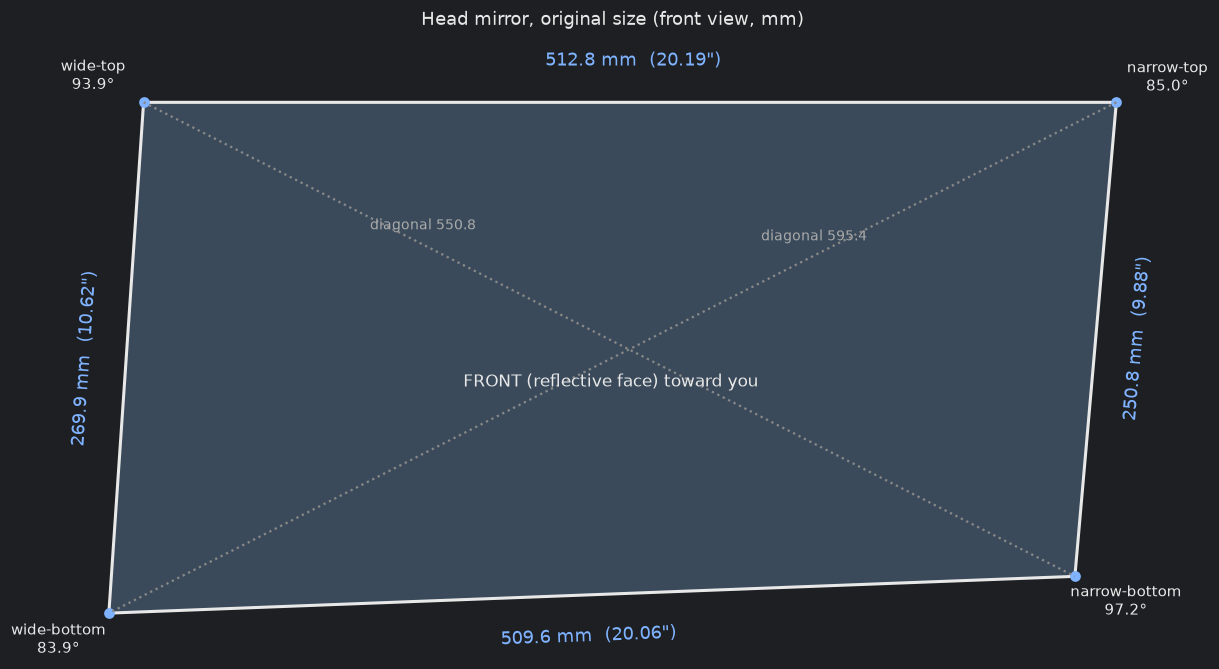 Head mirror, original size (front view, mm)
512.8 mm  (20.19")
wide-top
93.9°
narrow-top
85.0°
diagonal 550.8
diagonal 595.4
269.9 mm  (10.62")
250.8 mm  (9.88")
FRONT (reflective face) toward you
narrow-bottom
97.2°
wide-bottom
83.9°
509.6 mm  (20.06")